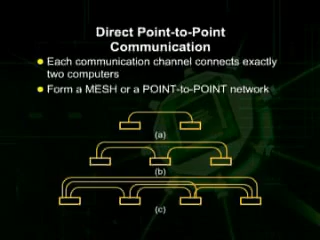 Direct Point-to-Point
Communication
Each communication channel connects exactly
two computers
Form a MESH or a POINT-to-POINT network
(a)
(b)
(c)